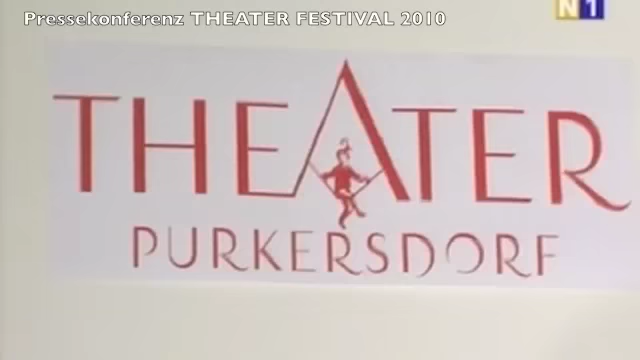 Pressekonferenz THEATER FESTIVAL 2010
N1
THEATER
PURKERSDORF